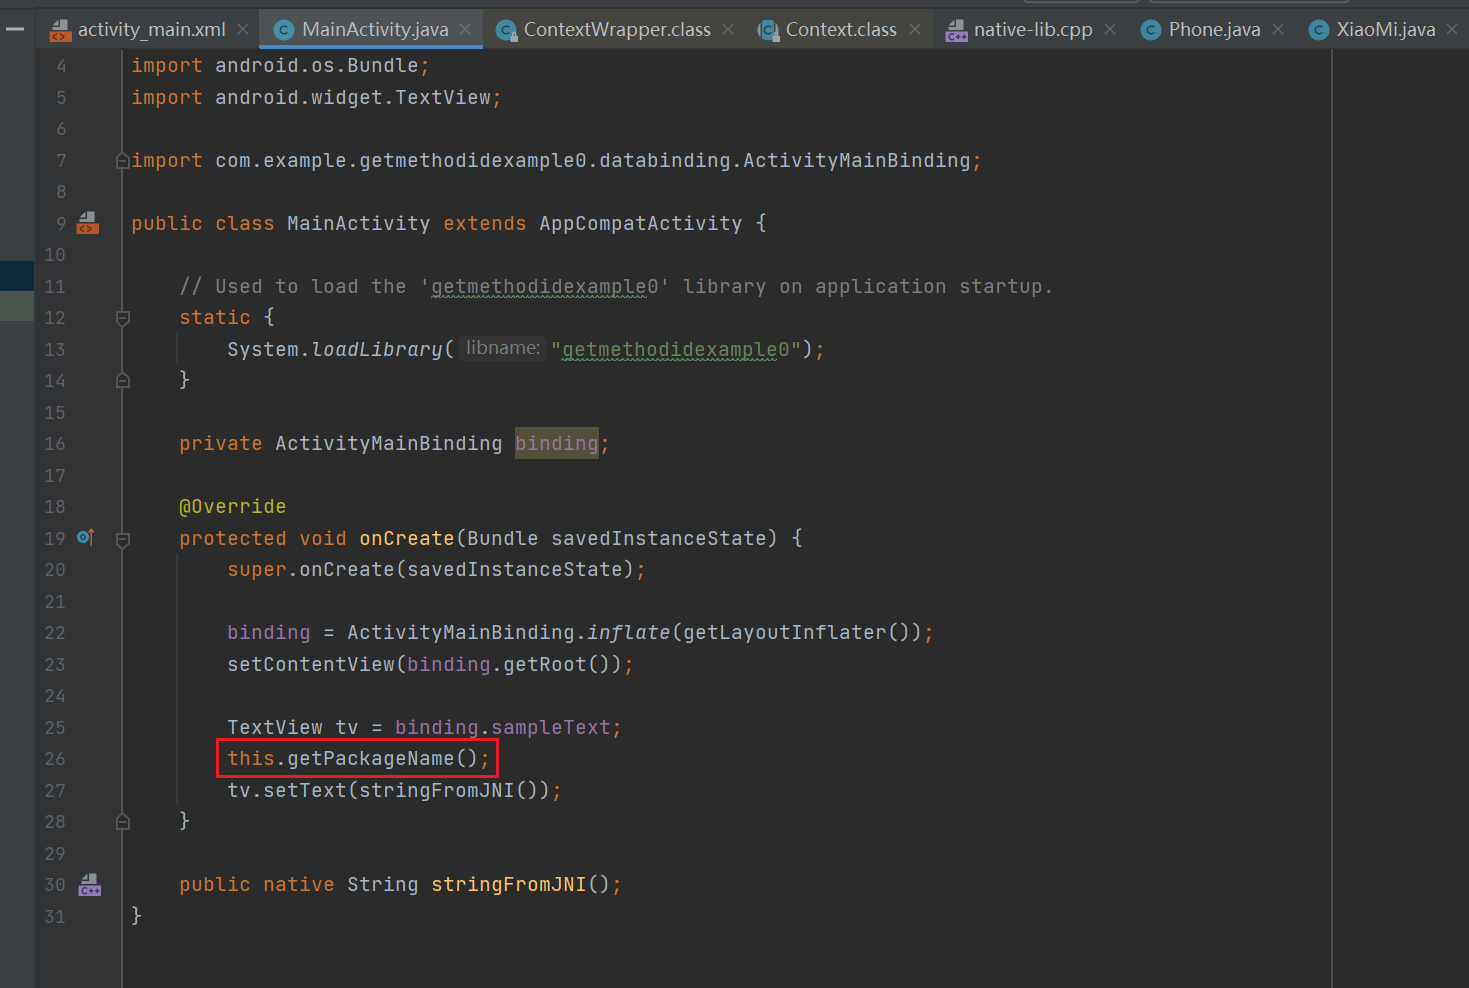 activity_main.xml MainActivity.java ContextWrapper.class Context.class native-lib.cpp Phone.java XiaoMi.java
4 import android.os.Bundle;
5 import android.widget.TextView;
6
7 import com.example.getmethodidexample0.databinding.ActivityMainBinding;
8
9 public class MainActivity extends AppCompatActivity {
10
11 // Used to load the 'getmethodidexample0' library on application startup.
12 static {
13 System.loadLibrary( libname: "getmethodidexample0");
14 }
15
16 private ActivityMainBinding binding;
17
18 @Override
19 protected void onCreate(Bundle savedInstanceState) {
20 super.onCreate(savedInstanceState);
21
22 binding = ActivityMainBinding.inflate(getLayoutInflater());
23 setContentView(binding.getRoot());
24
25 TextView tv = binding.sampleText;
26 this.getPackageName();
27 tv.setText(stringFromJNI());
28 }
29
30 public native String stringFromJNI();
31 }